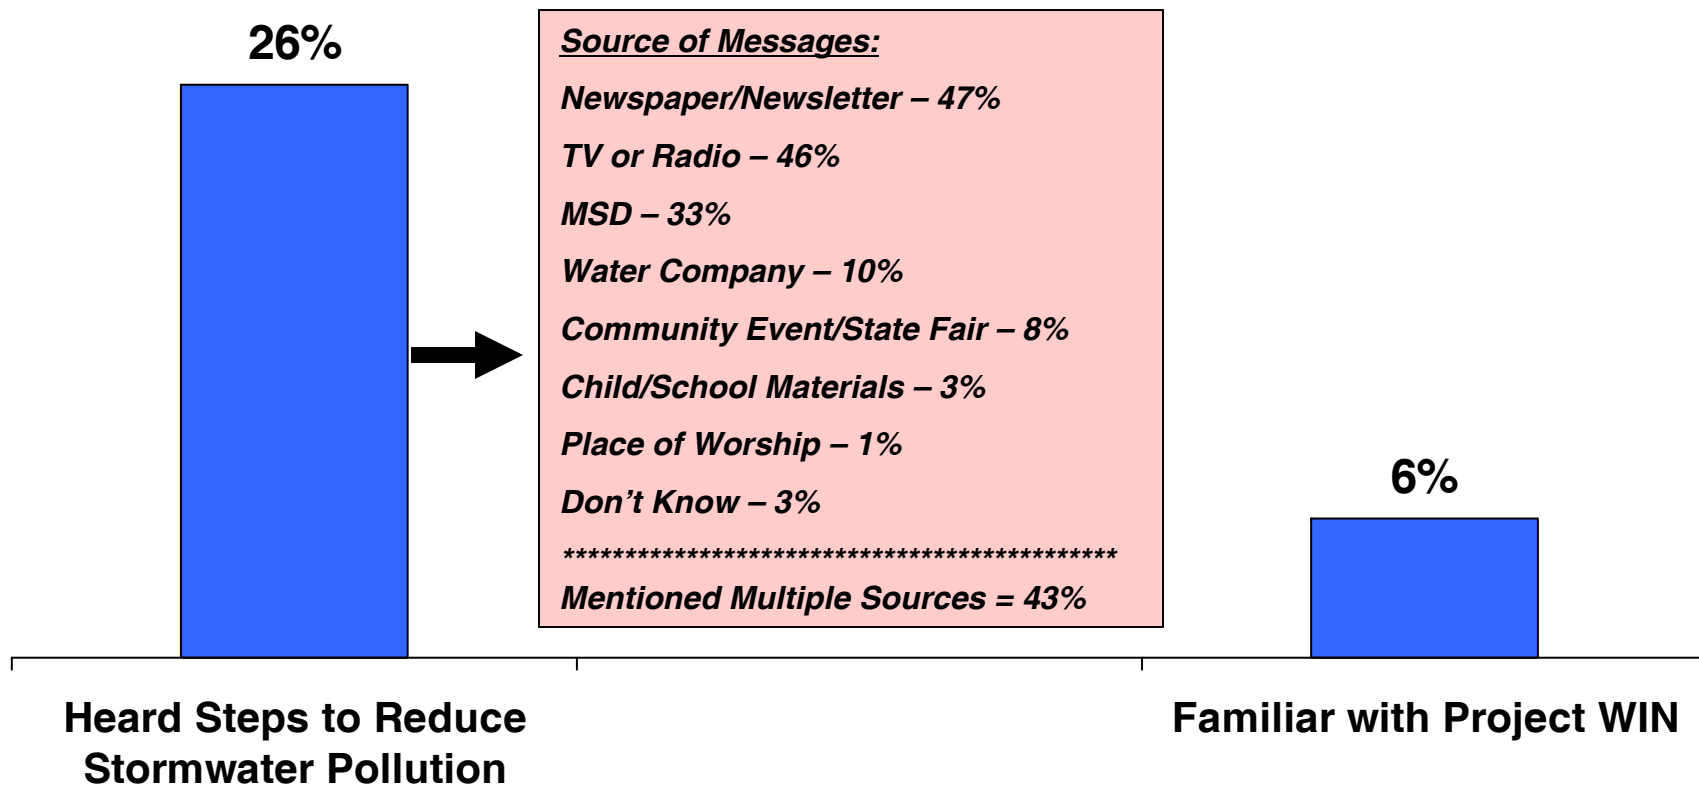 26%
Source of Messages:
Newspaper/Newsletter – 47%
TV or Radio – 46%
MSD – 33%
Water Company – 10%
Community Event/State Fair – 8%
Child/School Materials – 3%
Place of Worship – 1%
Don’t Know – 3%
*********************************************
Mentioned Multiple Sources = 43%
6%
Heard Steps to Reduce
Stormwater Pollution
Familiar with Project WIN